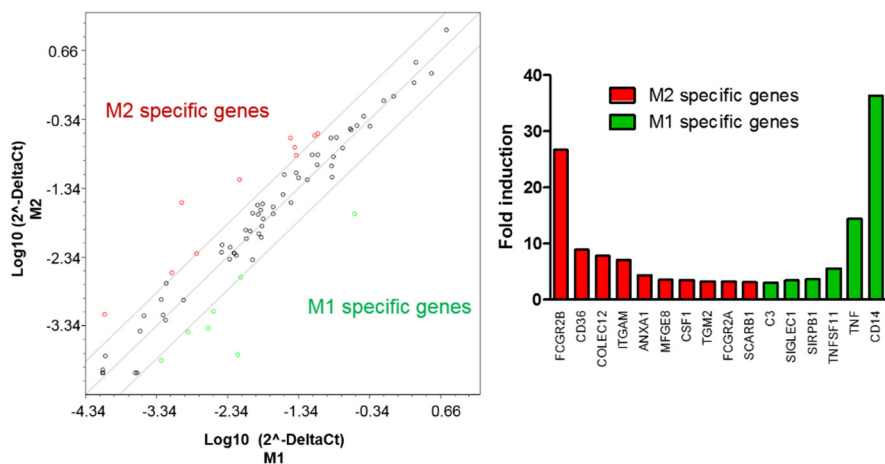 0.66
-0.34
-1.34
-2.34
-3.34
Log10 (2^-DeltaCt)
M2
M2 specific genes
M1 specific genes
-4.34 -3.34 -2.34 -1.34 -0.34 0.66
Log10 (2^-DeltaCt)
M1
Fold induction
40
30
20
10
0
M2 specific genes
M1 specific genes
FCGR2B
CD36
COLEC12
ITGAM
ANXA1
MFGE8
CSF1
TGM2
FCGR2A
SCARB1
C3
SIGLEC1
SIRPB1
TNFSF11
TNF
CD14